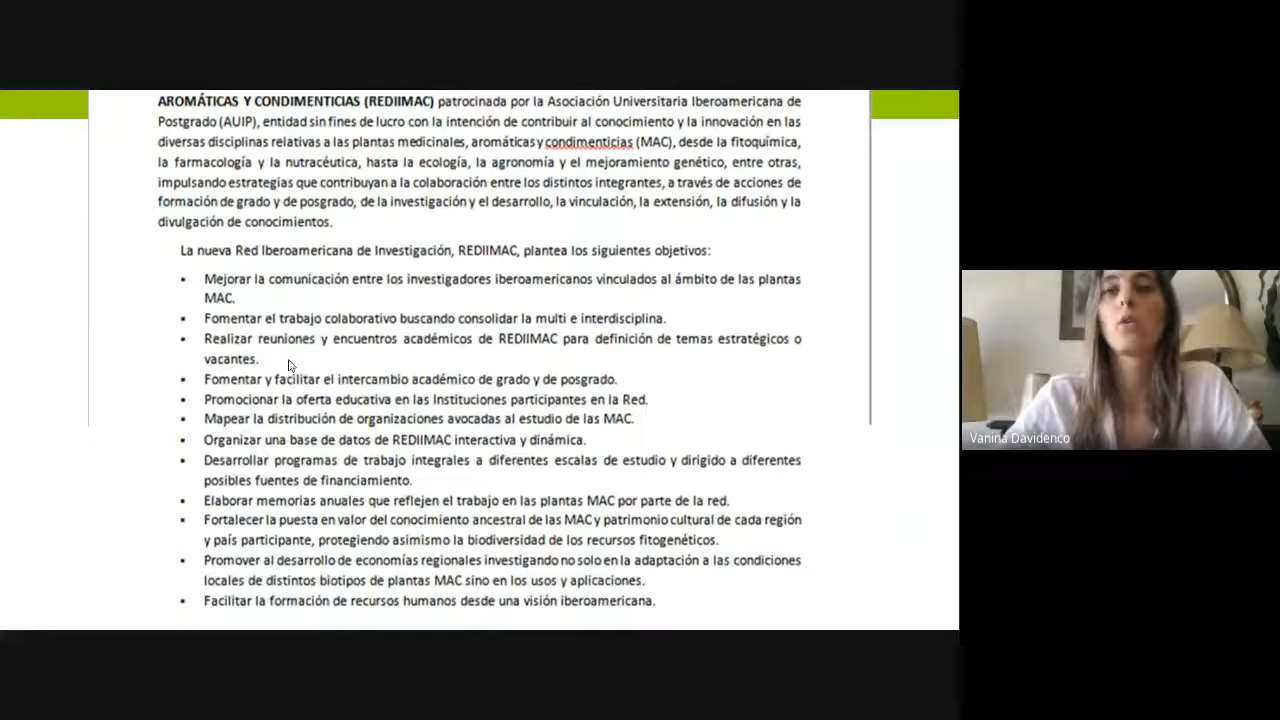 AROMÁTICAS Y CONDIMENTICIAS (REDIIMAC) patrocinada por la Asociación Universitaria Iberoamericana de
Postgrado (AUIP), entidad sin fines de lucro con la intención de contribuir al conocimiento y la innovación en las
diversas disciplinas relativas a las plantas medicinales, aromáticas y condimenticias (MAC), desde la fitoquímica,
la farmacología y la nutracéutica, hasta la ecología, la agronomía y el mejoramiento genético, entre otras,
impulsando estrategias que contribuyan a la colaboración entre los distintos integrantes, a través de acciones de
formación de grado y de posgrado, de la investigación y el desarrollo, la vinculación, la extensión, la difusión y la
divulgación de conocimientos.
La nueva Red Iberoamericana de Investigación, REDIIMAC, plantea los siguientes objetivos:
▪ Mejorar la comunicación entre los investigadores iberoamericanos vinculados al ámbito de las plantas
MAC.
▪ Fomentar el trabajo colaborativo buscando consolidar la multi e interdisciplina.
▪ Realizar reuniones y encuentros académicos de REDIIMAC para definición de temas estratégicos o
vacantes.
▪ Fomentar y facilitar el intercambio académico de grado y de posgrado.
▪ Promocionar la oferta educativa en las Instituciones participantes en la Red.
▪ Mapear la distribución de organizaciones avocadas al estudio de las MAC.
▪ Organizar una base de datos de REDIIMAC interactiva y dinámica.
▪ Desarrollar programas de trabajo integrales a diferentes escalas de estudio y dirigido a diferentes
posibles fuentes de financiamiento.
▪ Elaborar memorias anuales que reflejen el trabajo en las plantas MAC por parte de la red.
▪ Fortalecer la puesta en valor del conocimiento ancestral de las MAC y patrimonio cultural de cada región
y país participante, protegiendo asimismo la biodiversidad de los recursos fitogenéticos.
▪ Promover al desarrollo de economías regionales investigando no solo en la adaptación a las condiciones
locales de distintos biotipos de plantas MAC sino en los usos y aplicaciones.
▪ Facilitar la formación de recursos humanos desde una visión iberoamericana.
Vanina Davidenco